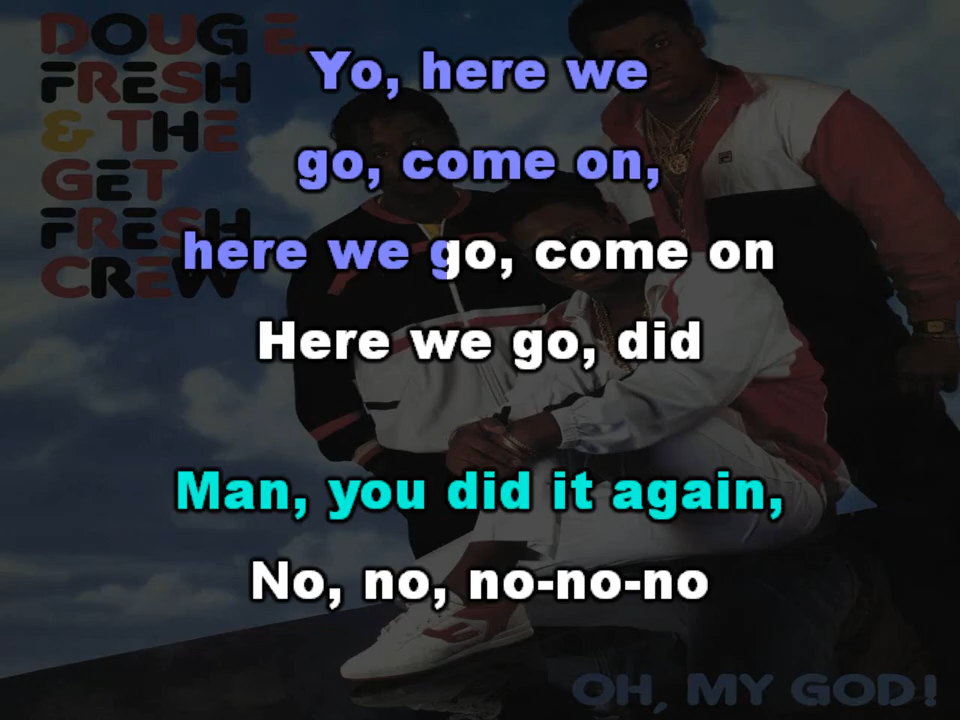 DOUG E.
FRESH
& THE
GET
FRESH
CREW
Yo, here we
go, come on,
here we go, come on
Here we go, did
Man, you did it again,
No, no, no-no-no
OH, MY GOD!